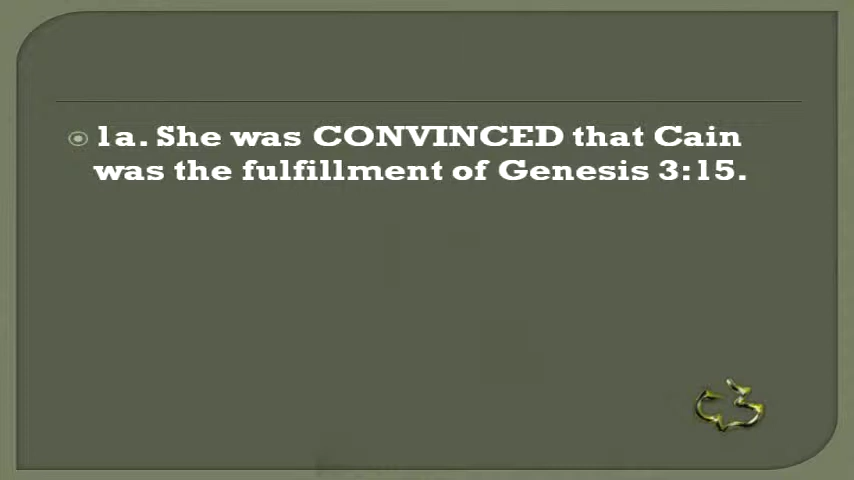 1a. She was CONVINCED that Cain
was the fulfillment of Genesis 3:15.